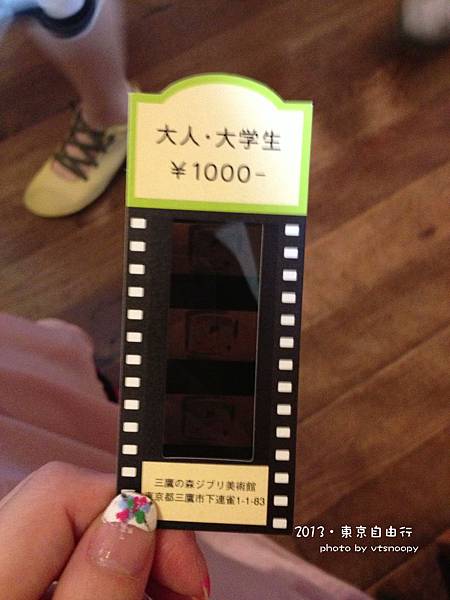 大人・大学生
￥1000-
三鷹の森ジブリ美術館
東京都三鷹市下連雀1-1-83
2013・東京自由行
photo by vtsnoopy